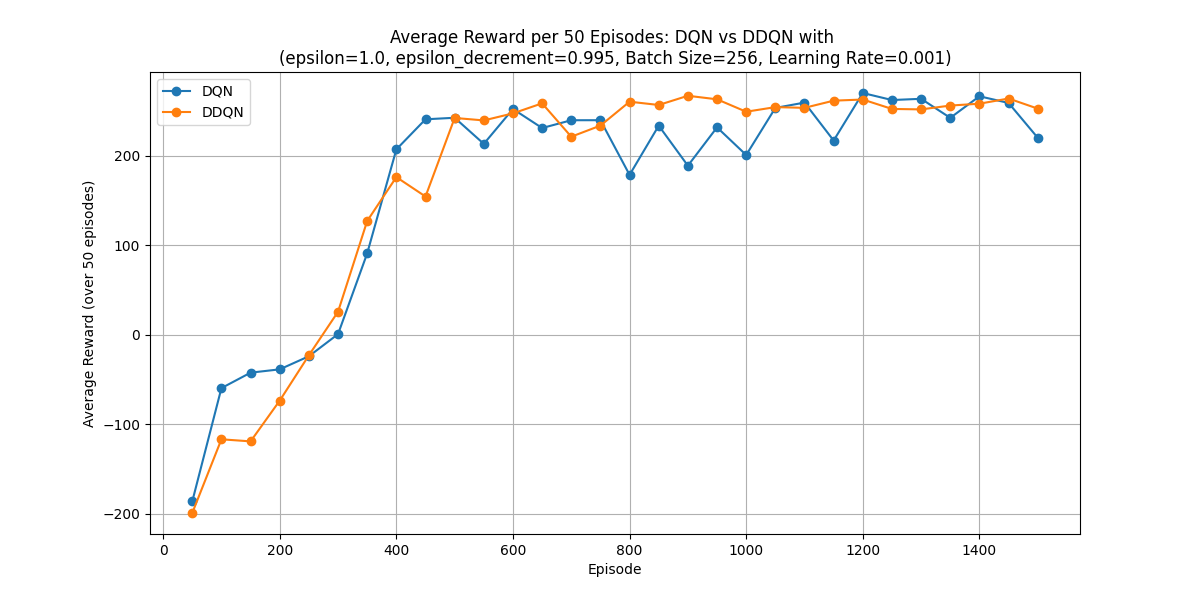 Average Reward per 50 Episodes: DQN vs DDQN with
(epsilon=1.0, epsilon_decrement=0.995, Batch Size=256, Learning Rate=0.001)
DQN
DDQN
Average Reward (over 50 episodes)
200
100
0
−100
−200
0 200 400 600 800 1000 1200 1400
Episode